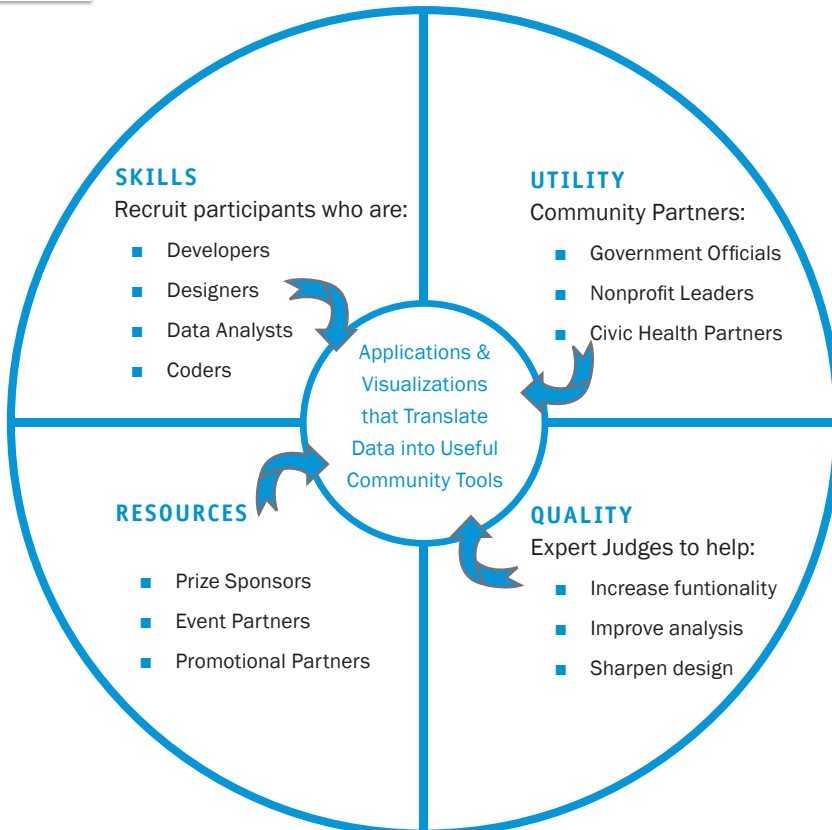 SKILLS
Recruit participants who are:
Developers
Designers
Data Analysts
Coders
UTILITY
Community Partners:
Government Officials
Nonprofit Leaders
Civic Health Partners
Applications &
Visualizations
that Translate
Data into Useful
Community Tools
RESOURCES
Prize Sponsors
Event Partners
Promotional Partners
QUALITY
Expert Judges to help:
Increase funtionality
Improve analysis
Sharpen design